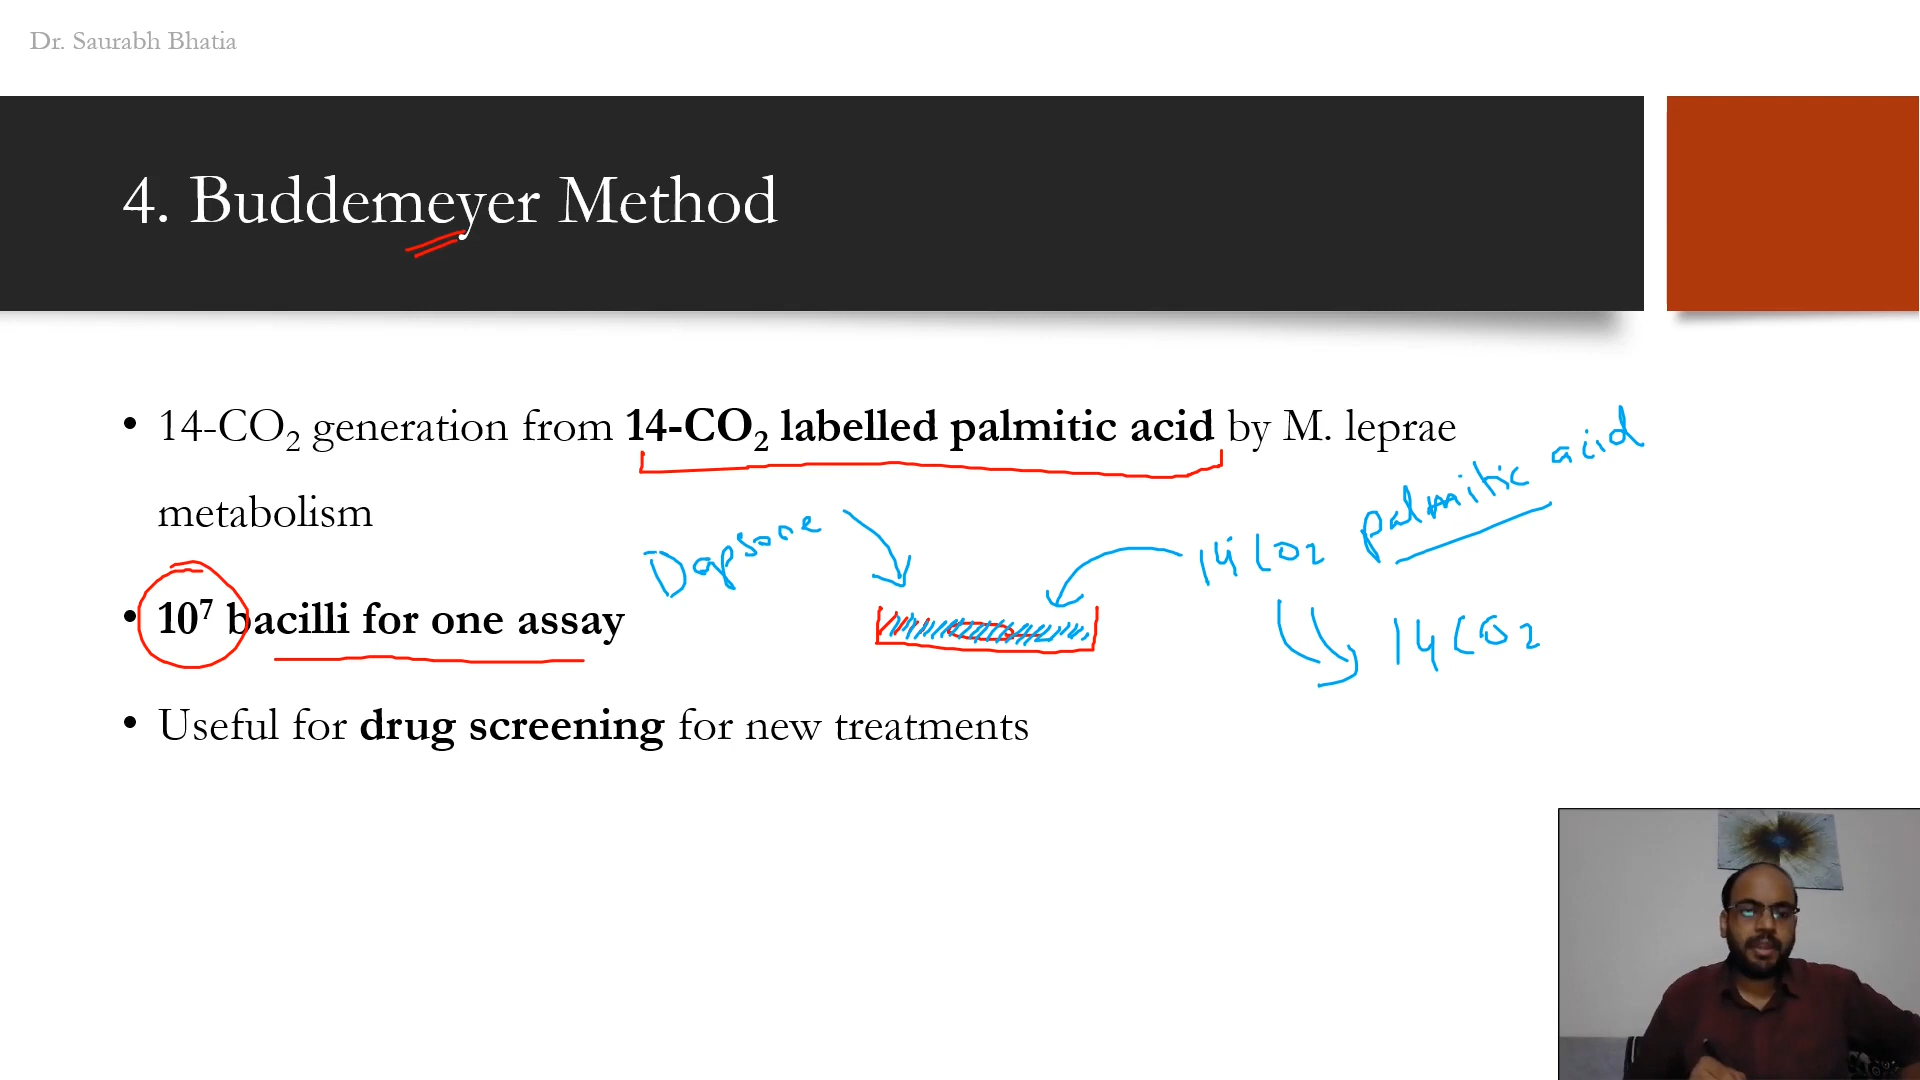 Dr. Saurabh Bhatia
4. Buddemeyer Method
• 14-CO₂ generation from 14-CO₂ labelled palmitic acid by M. leprae
metabolism
Dapsone
14CO2 palmitic acid
• 10⁷ bacilli for one assay
14CO2
• Useful for drug screening for new treatments